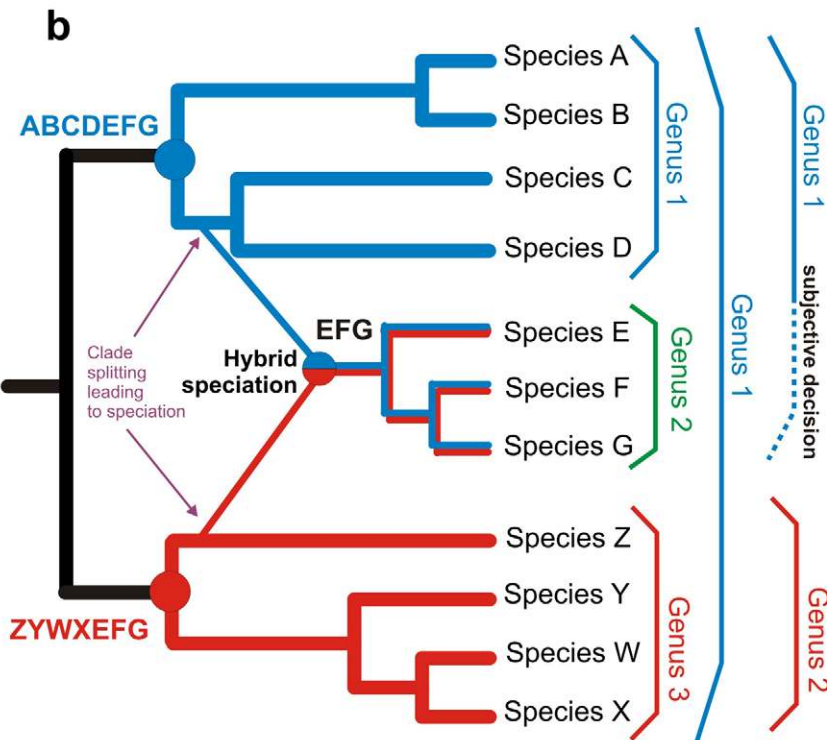 b
Species A
Species B
ABCDEFG
Species C
Species D
Genus 1
Genus 1
Genus 1
subjective decision
Clade
splitting
leading
to speciation
Hybrid
speciation
EFG
Species E
Species F
Species G
Genus 2
Species Z
Species Y
ZYWXEFG
Species W
Species X
Genus 3
Genus 2